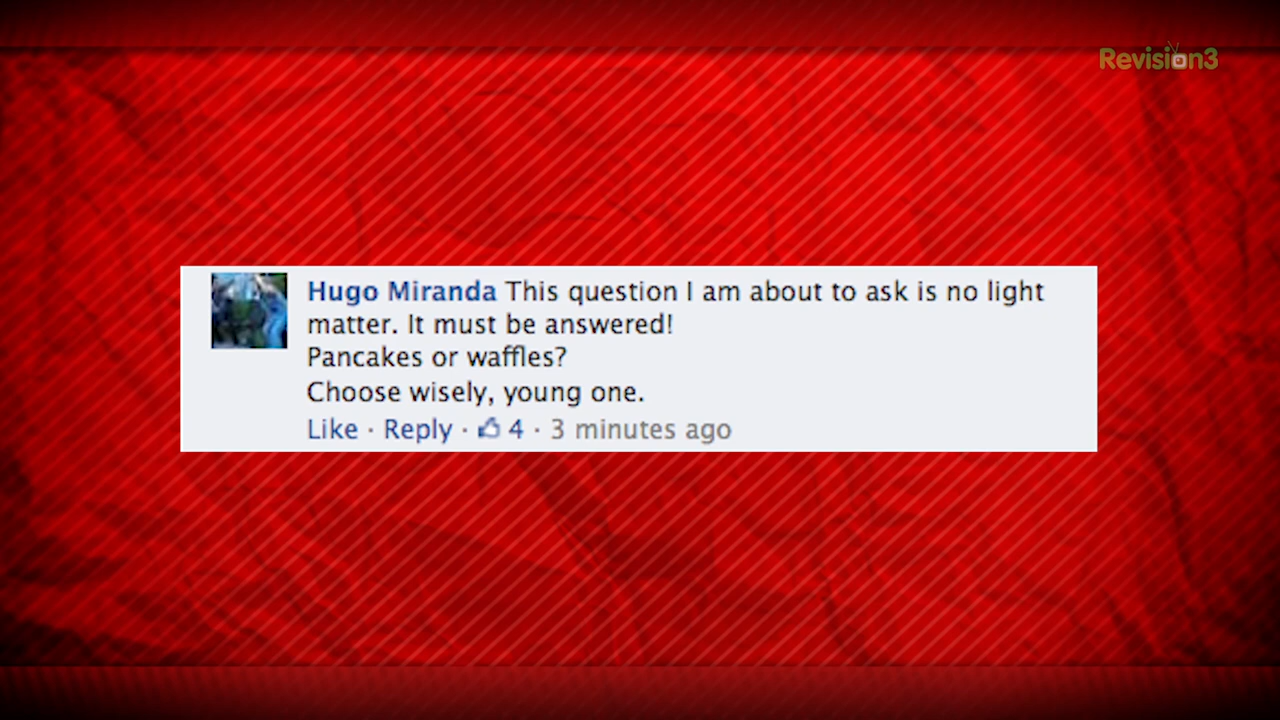 Revision3
Hugo Miranda This question I am about to ask is no light
matter. It must be answered!
Pancakes or waffles?
Choose wisely, young one.
Like · Reply · 4 · 3 minutes ago